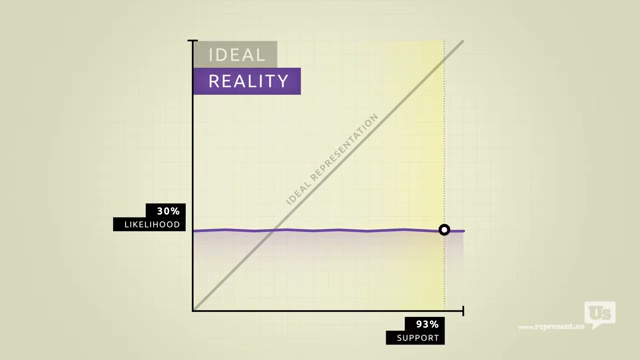 IDEAL
REALITY
IDEAL REPRESENTATION
30%
LIKELIHOOD
93%
SUPPORT
Us
www.represent.us